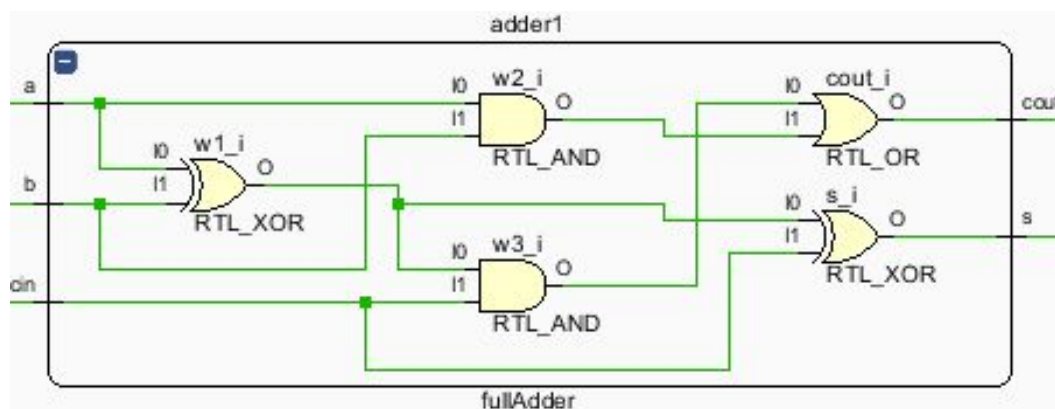 adder1
a
I0
w2_i
O
I1
RTL_AND
I0
cout_i
O
I1
RTL_OR
cout
w1_i
I0
I1
O
RTL_XOR
b
w3_i
I0
I1
O
RTL_AND
s_i
I0
I1
O
RTL_XOR
s
cin
fullAdder